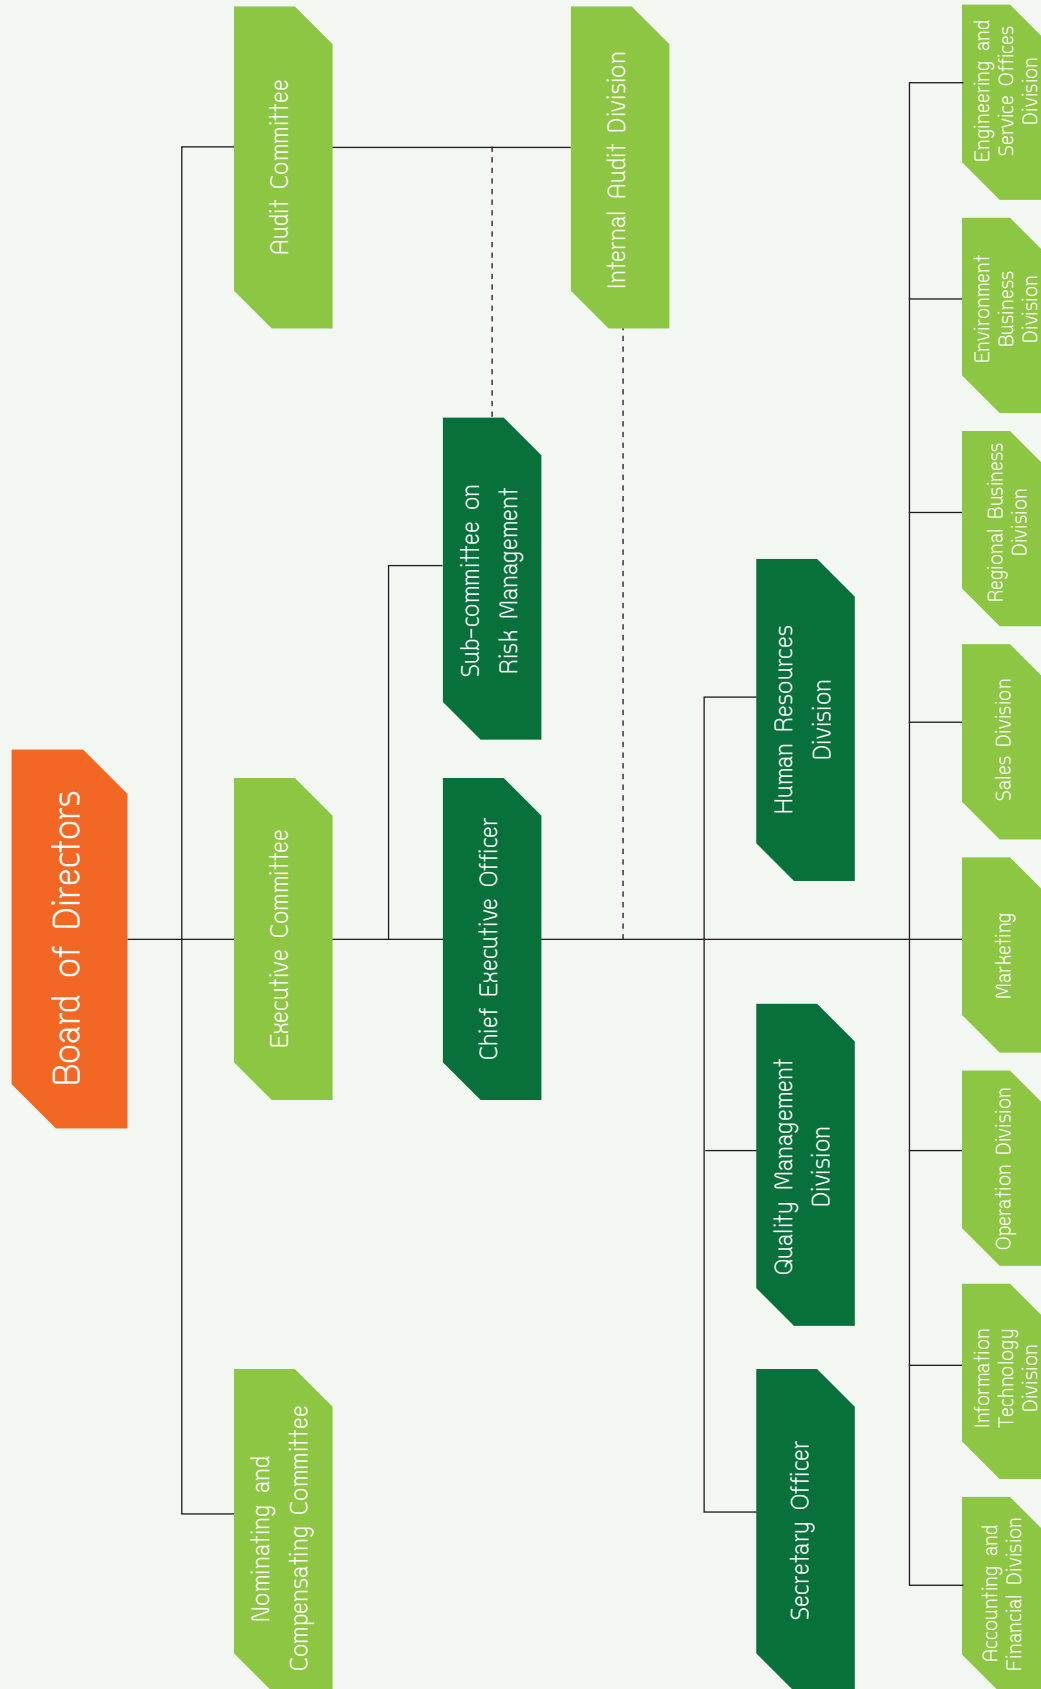 Board of Directors
Nominating and
Compensating Committee
Executive Committee
Audit Committee
Chief Executive Officer
Sub-committee on
Risk Management
Internal Audit Division
Secretary Officer
Quality Management
Division
Human Resources
Division
Accounting and
Financial Division
Information
Technology
Division
Operation Division
Marketing
Sales Division
Regional Business
Division
Environment
Business
Division
Engineering and
Service Offices
Division